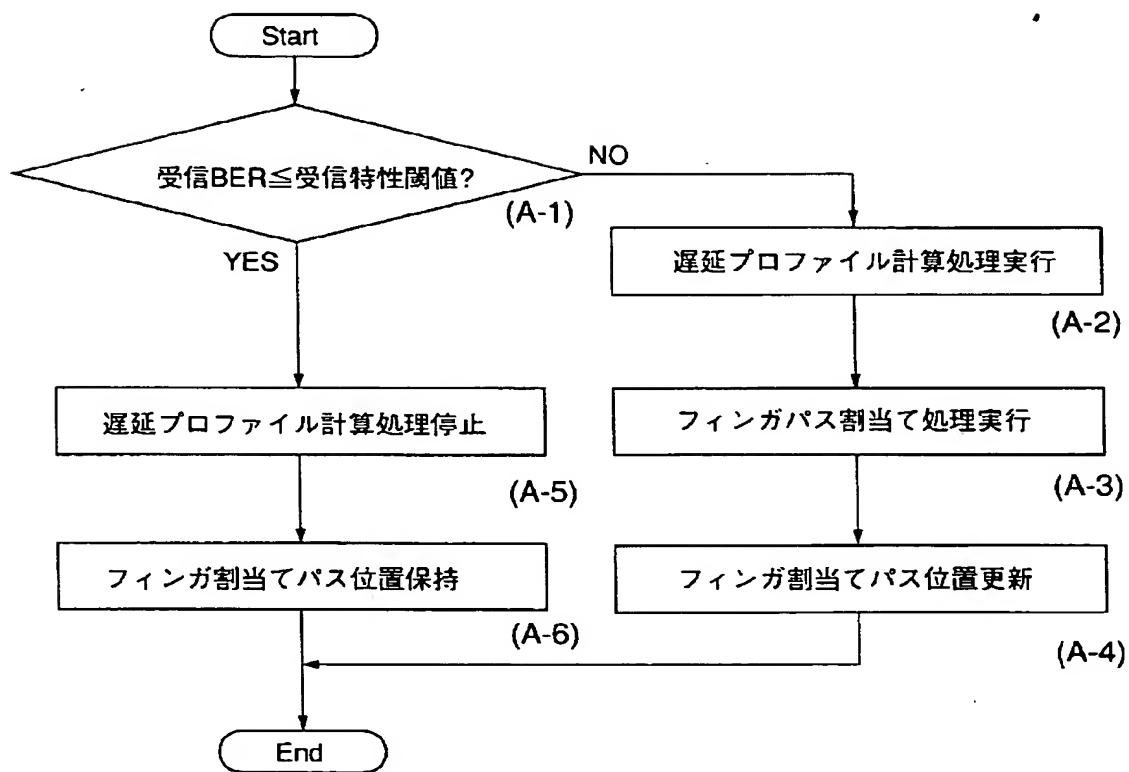 Start
受信BER≦受信特性閾値?
(A-1)
NO
YES
遅延プロファイル計算処理実行
(A-2)
遅延プロファイル計算処理停止
(A-5)
フィンガパス割当て処理実行
(A-3)
フィンガ割当てパス位置保持
(A-6)
フィンガ割当てパス位置更新
(A-4)
End